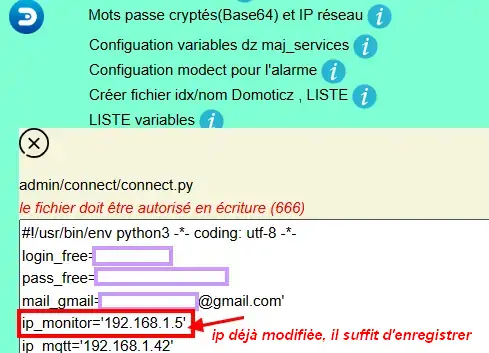 Mots passe cryptés(Base64) et IP réseau
Configuation variables dz maj_services
Configuation modect pour l'alarme
Créer fichier idx/nom Domoticz , LISTE
LISTE variables
admin/connect/connect.py
le fichier doit être autorisé en écriture (666)
#!/usr/bin/env python3 -*- coding: utf-8 -*-
login_free=
pass_free=
mail_gmail= @gmail.com'
ip_monitor='192.168.1.5'
ip déjà modifiée, il suffit d'enregistrer
ip_mqtt='192.168.1.42'